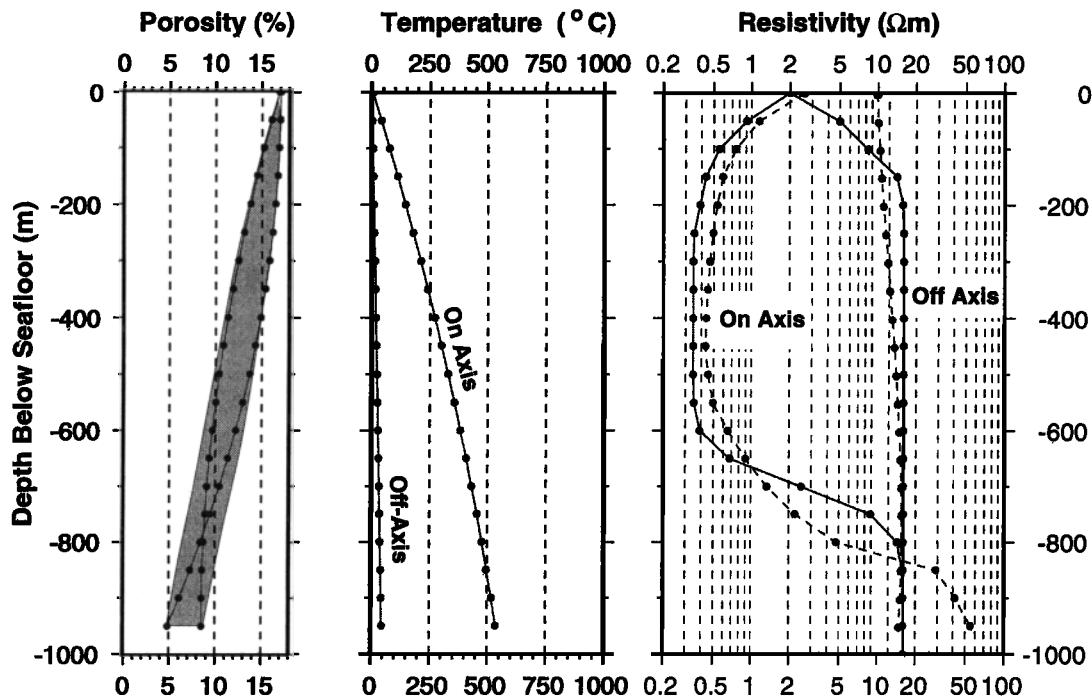 Porosity (%)
Temperature ( °C)
Resistivity (Ωm)
0 5 10 15
0 250 500 750 1000
0.2 0.5 1 2 5 10 20 50 100
Depth Below Seafloor (m)
0
-200
-400
-600
-800
-1000
On Axis
Off-Axis
On Axis
Off Axis
0
-200
-400
-600
-800
-1000
0 5 10 15
0 250 500 750 1000
0.2 0.5 1 2 5 10 20 50 100